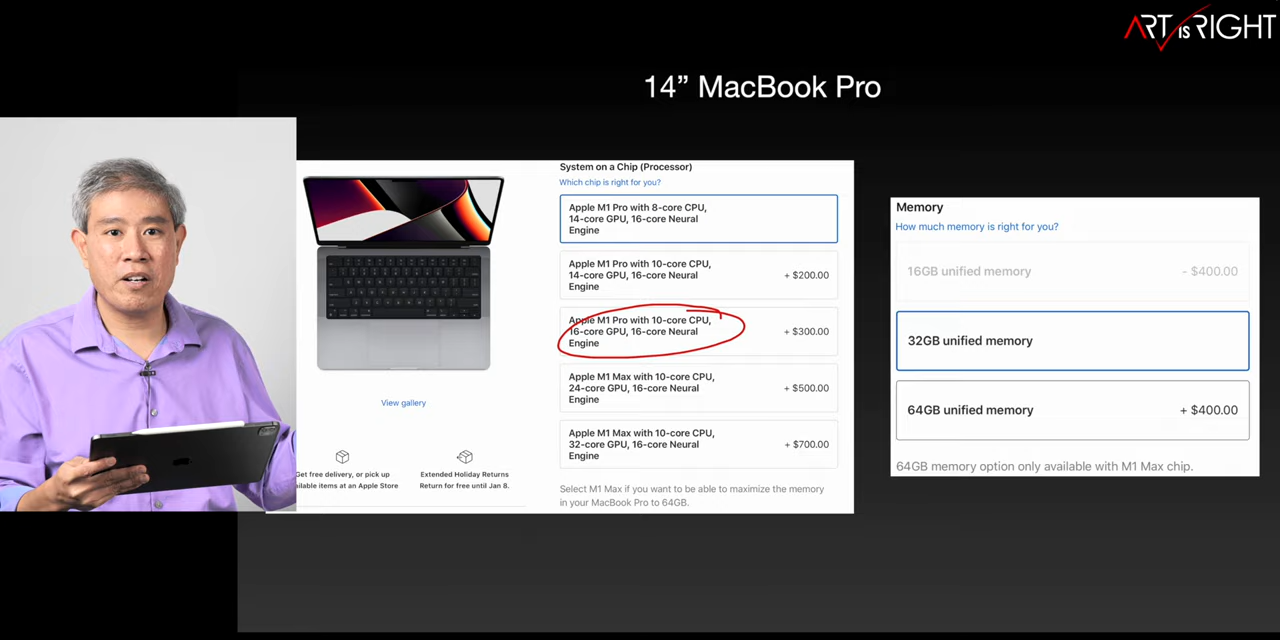 ART IS RIGHT
14” MacBook Pro
System on a Chip (Processor)
Which chip is right for you?
Apple M1 Pro with 8-core CPU,
14-core GPU, 16-core Neural
Engine
Apple M1 Pro with 10-core CPU,
14-core GPU, 16-core Neural
Engine
+ $200.00
Apple M1 Pro with 10-core CPU,
16-core GPU, 16-core Neural
Engine
+ $300.00
Apple M1 Max with 10-core CPU,
24-core GPU, 16-core Neural
Engine
+ $500.00
Apple M1 Max with 10-core CPU,
32-core GPU, 16-core Neural
Engine
+ $700.00
Select M1 Max if you want to be able to maximize the memory
in your MacBook Pro to 64GB.
View gallery
Get free delivery, or pick up
available items at an Apple Store
Extended Holiday Returns
Return for free until Jan 8.
Memory
How much memory is right for you?
16GB unified memory - $400.00
32GB unified memory
64GB unified memory + $400.00
64GB memory option only available with M1 Max chip.